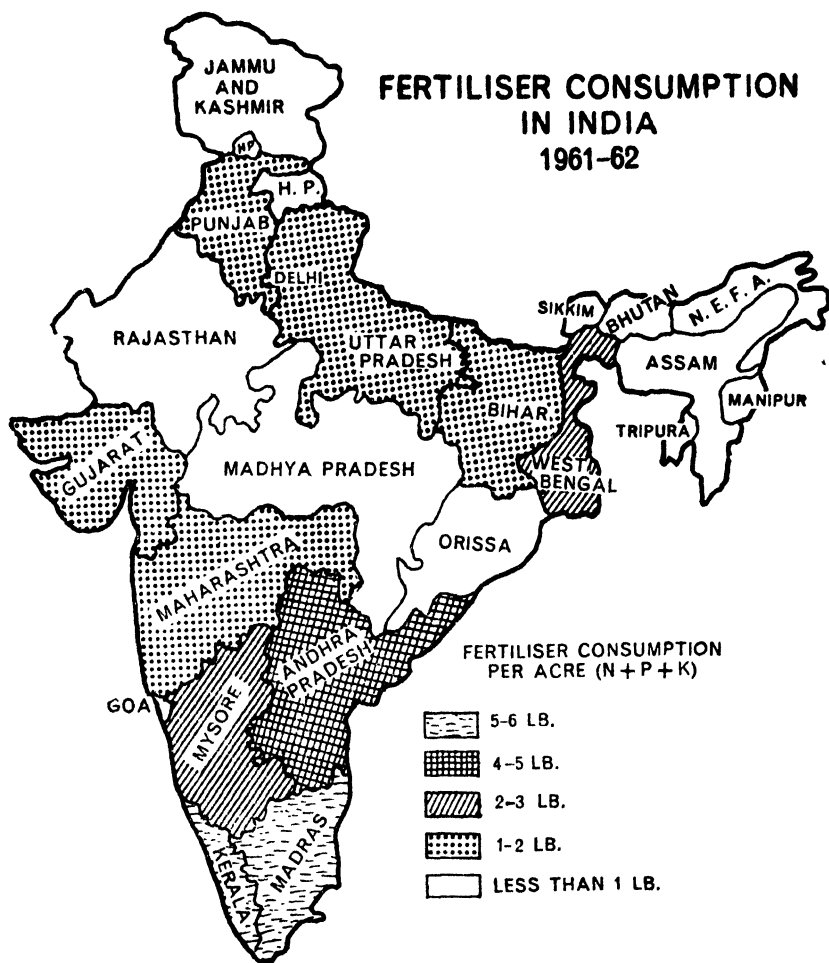 FERTILISER CONSUMPTION
IN INDIA
1961-62
JAMMU
AND
KASHMIR
HP
H. P.
PUNJAB
DELHI
RAJASTHAN
UTTAR
PRADESH
SIKKIM
BHUTAN
N. E. F. A.
ASSAM
MANIPUR
TRIPURA
BIHAR
WEST
BENGAL
GUJARAT
MADHYA PRADESH
ORISSA
MAHARASHTRA
ANDHRA
PRADESH
GOA
MYSORE
KERALA
MADRAS
FERTILISER CONSUMPTION
PER ACRE (N+P+K)
5-6 LB.
4-5 LB.
2-3 LB.
1-2 LB.
LESS THAN 1 LB.